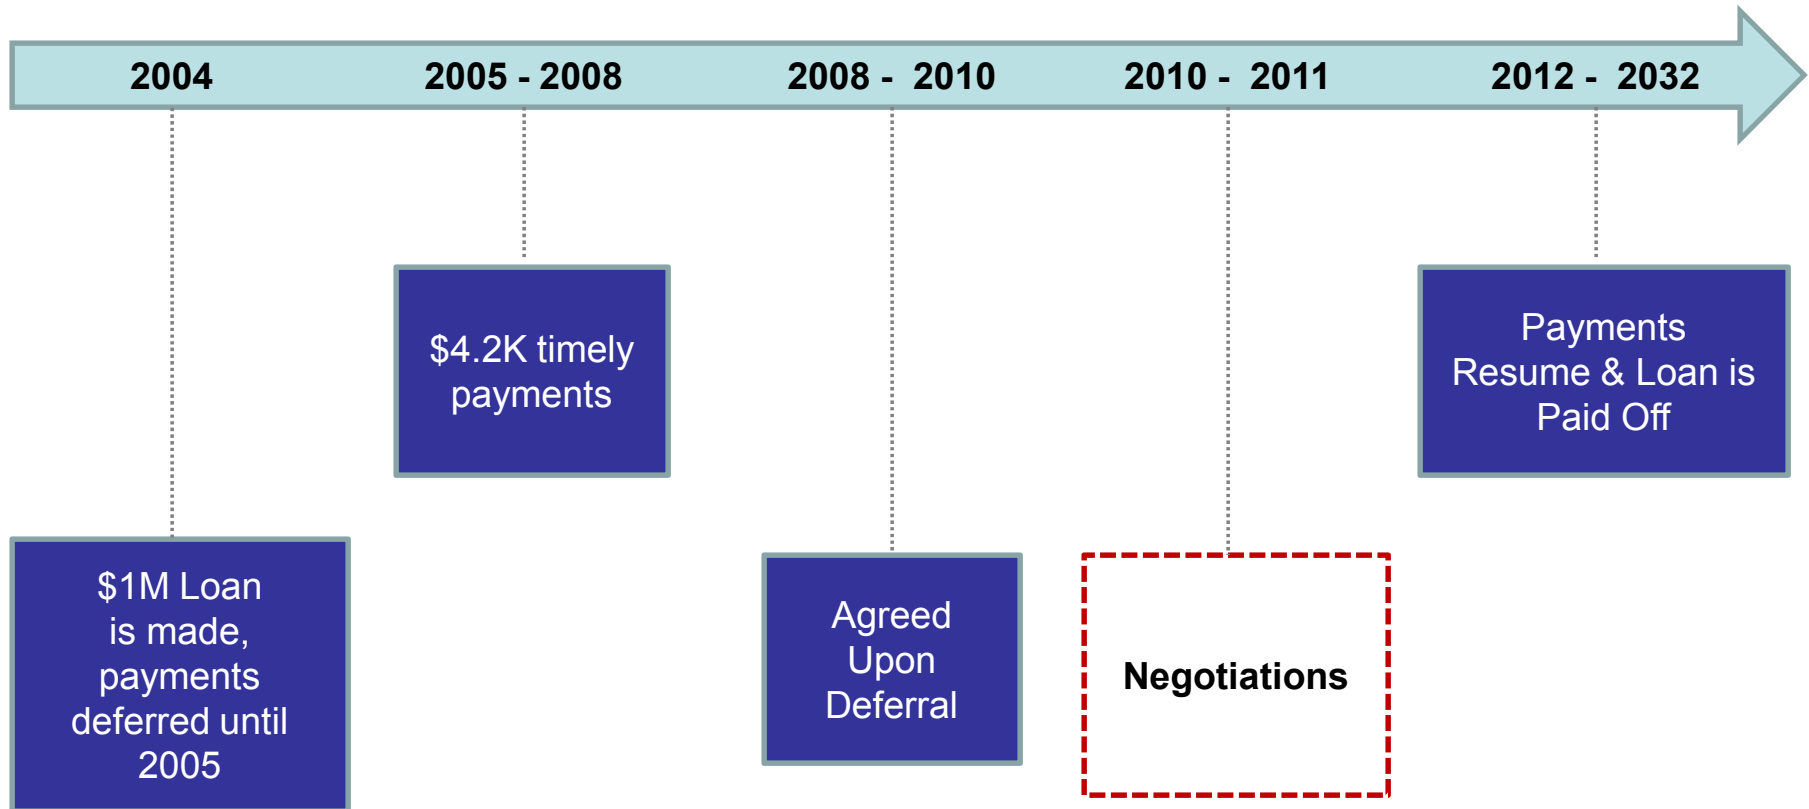 2004
2005 - 2008
2008 -  2010
2010 -  2011
2012 -  2032
$4.2K timely
payments
Payments
Resume & Loan is
Paid Off
$1M Loan
is made,
payments
deferred until
2005
Agreed
Upon
Deferral
Negotiations